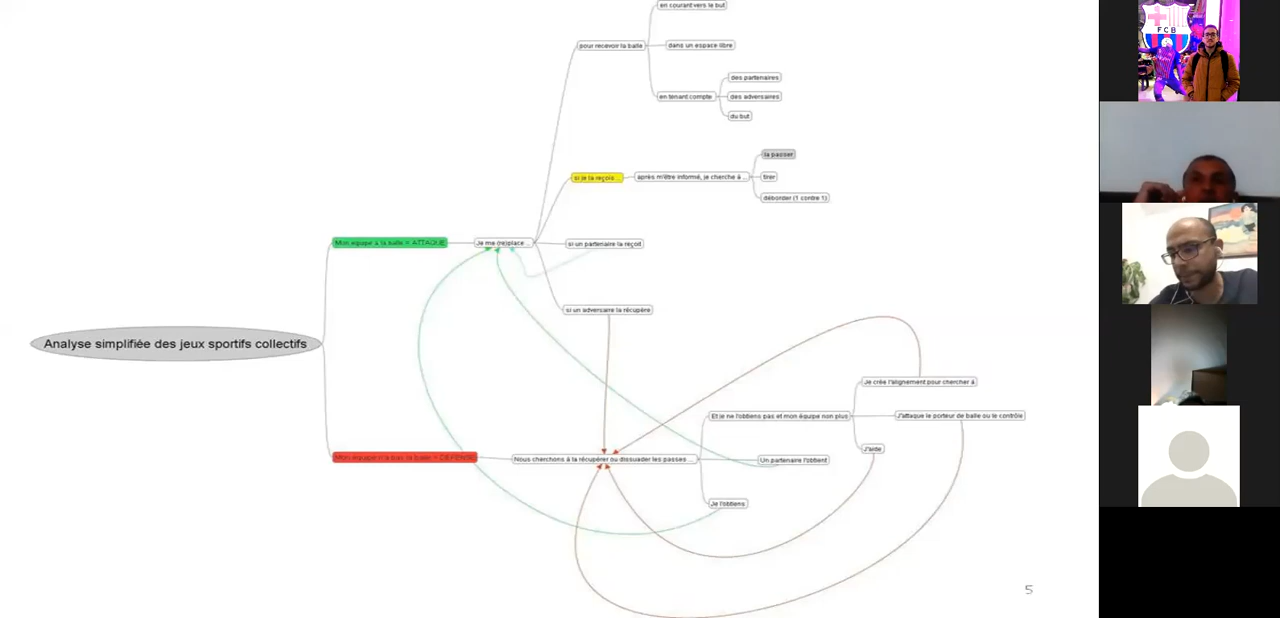 en courant vers le but
pour recevoir la balle
dans un espace libre
en tenant compte
des partenaires
des adversaires
du but
si je la reçois ...
après m'être informé, je cherche à ...
la passer
tirer
déborder (1 contre 1)
Mon équipe a la balle = ATTAQUE
Je me (re)place ...
si un partenaire la reçoit
si un adversaire la récupère
Analyse simplifiée des jeux sportifs collectifs
Mon équipe n'a pas la balle = DEFENSE
Nous cherchons à la récupérer ou dissuader les passes ...
Et je ne l'obtiens pas et mon équipe non plus
Je crée l'alignement pour chercher à
J'attaque le porteur de balle ou le contrôle
J'aide
Un partenaire l'obtient
Je l'obtiens
5
FCB